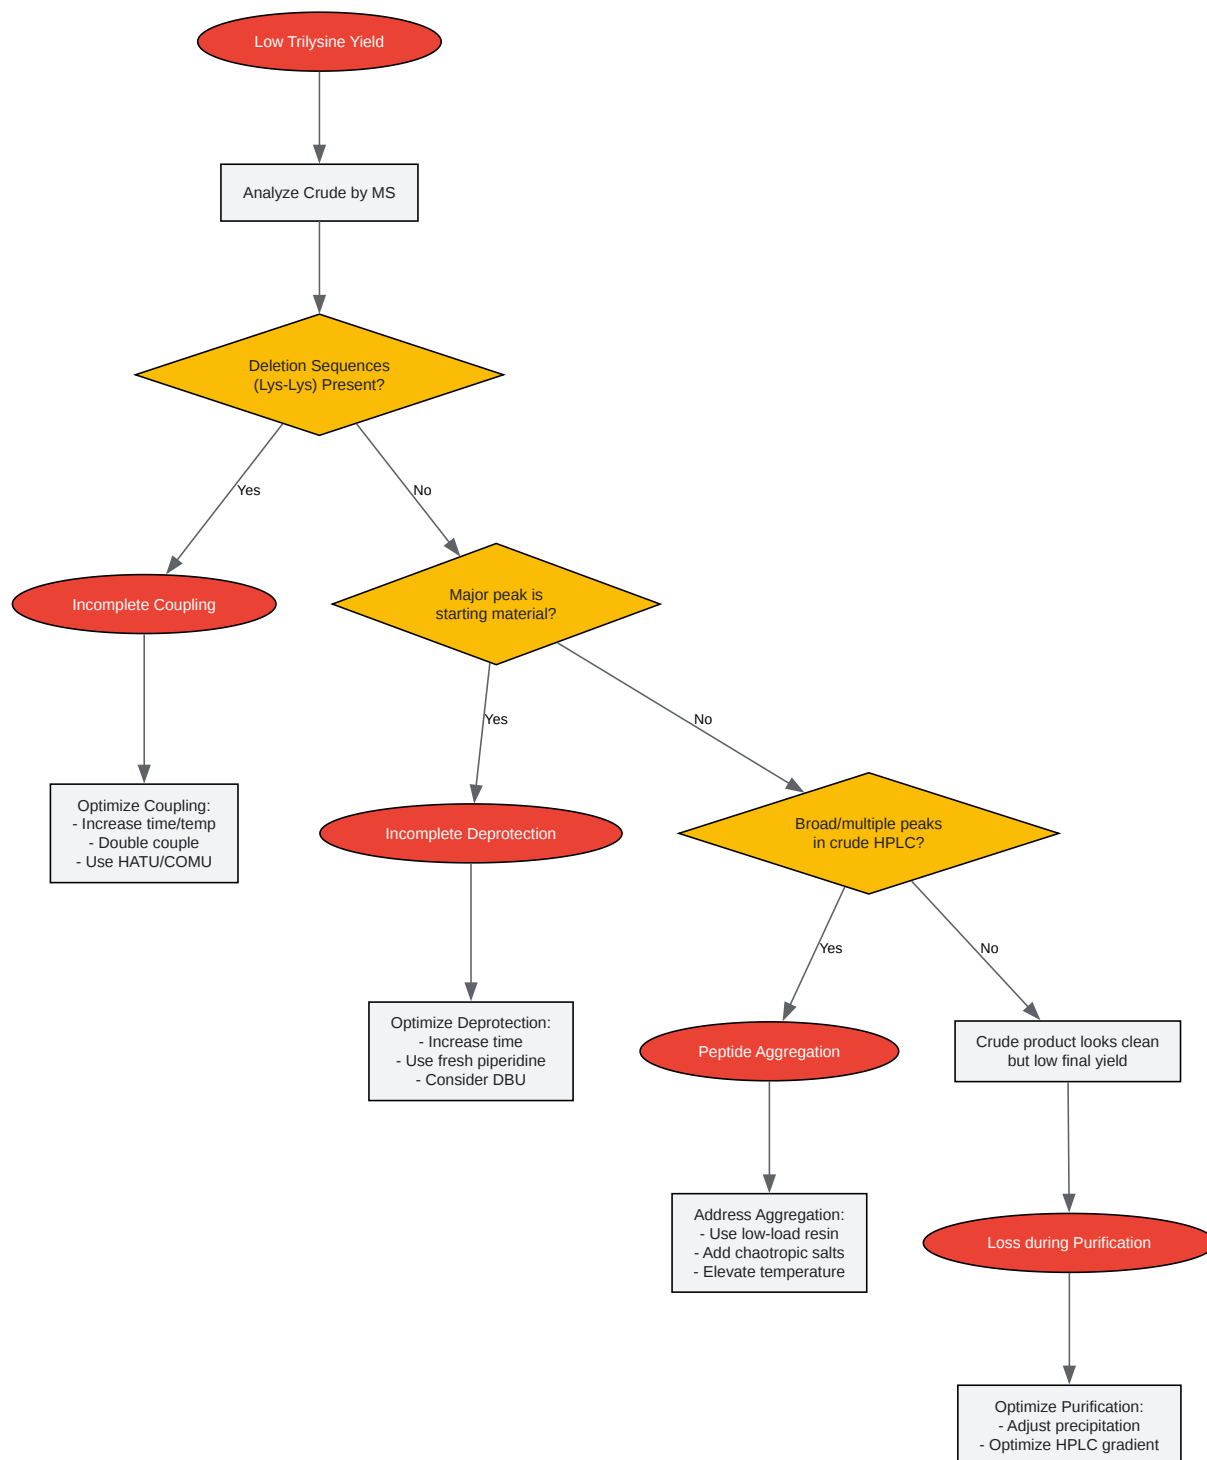 Low Trilysine Yield
Analyze Crude by MS
Deletion Sequences
(Lys-Lys) Present?
Yes
No
Incomplete Coupling
Major peak is
starting material?
Optimize Coupling:
- Increase time/temp
- Double couple
- Use HATU/COMU
Yes
No
Incomplete Deprotection
Broad/multiple peaks
in crude HPLC?
Optimize Deprotection:
- Increase time
- Use fresh piperidine
- Consider DBU
Yes
No
Peptide Aggregation
Crude product looks clean
but low final yield
Address Aggregation:
- Use low-load resin
- Add chaotropic salts
- Elevate temperature
Loss during Purification
Optimize Purification:
- Adjust precipitation
- Optimize HPLC gradient